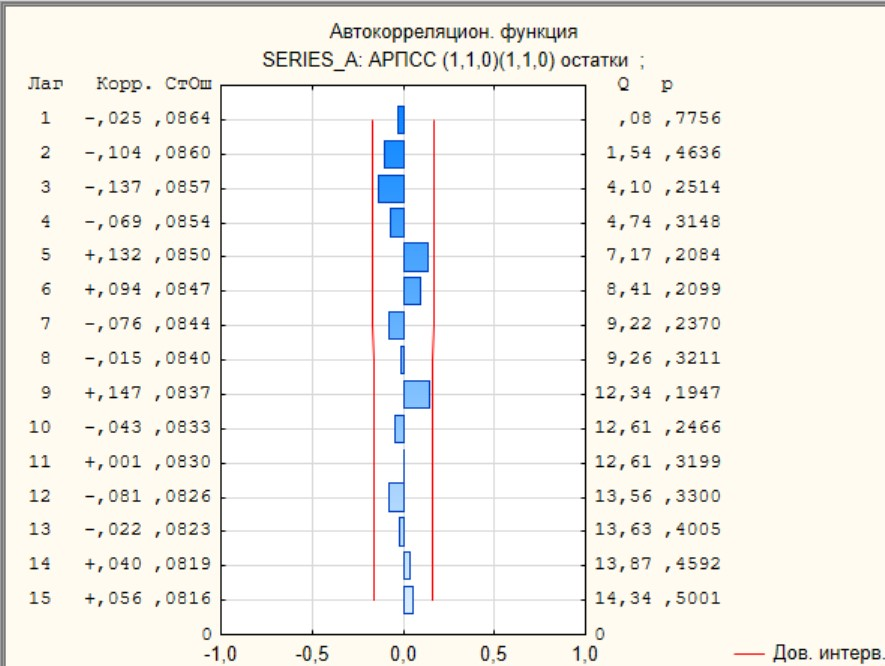 Автокорреляцион. функция
SERIES_A: АРПСС (1,1,0)(1,1,0) остатки ;
Лаг Корр. СтОш Q p
1 -,025 ,0864 ,08 ,7756
2 -,104 ,0860 1,54 ,4636
3 -,137 ,0857 4,10 ,2514
4 -,069 ,0854 4,74 ,3148
5 +,132 ,0850 7,17 ,2084
6 +,094 ,0847 8,41 ,2099
7 -,076 ,0844 9,22 ,2370
8 -,015 ,0840 9,26 ,3211
9 +,147 ,0837 12,34 ,1947
10 -,043 ,0833 12,61 ,2466
11 +,001 ,0830 12,61 ,3199
12 -,081 ,0826 13,56 ,3300
13 -,022 ,0823 13,63 ,4005
14 +,040 ,0819 13,87 ,4592
15 +,056 ,0816 14,34 ,5001
0 0
-1,0 -0,5 0,0 0,5 1,0 Дов. интерв.